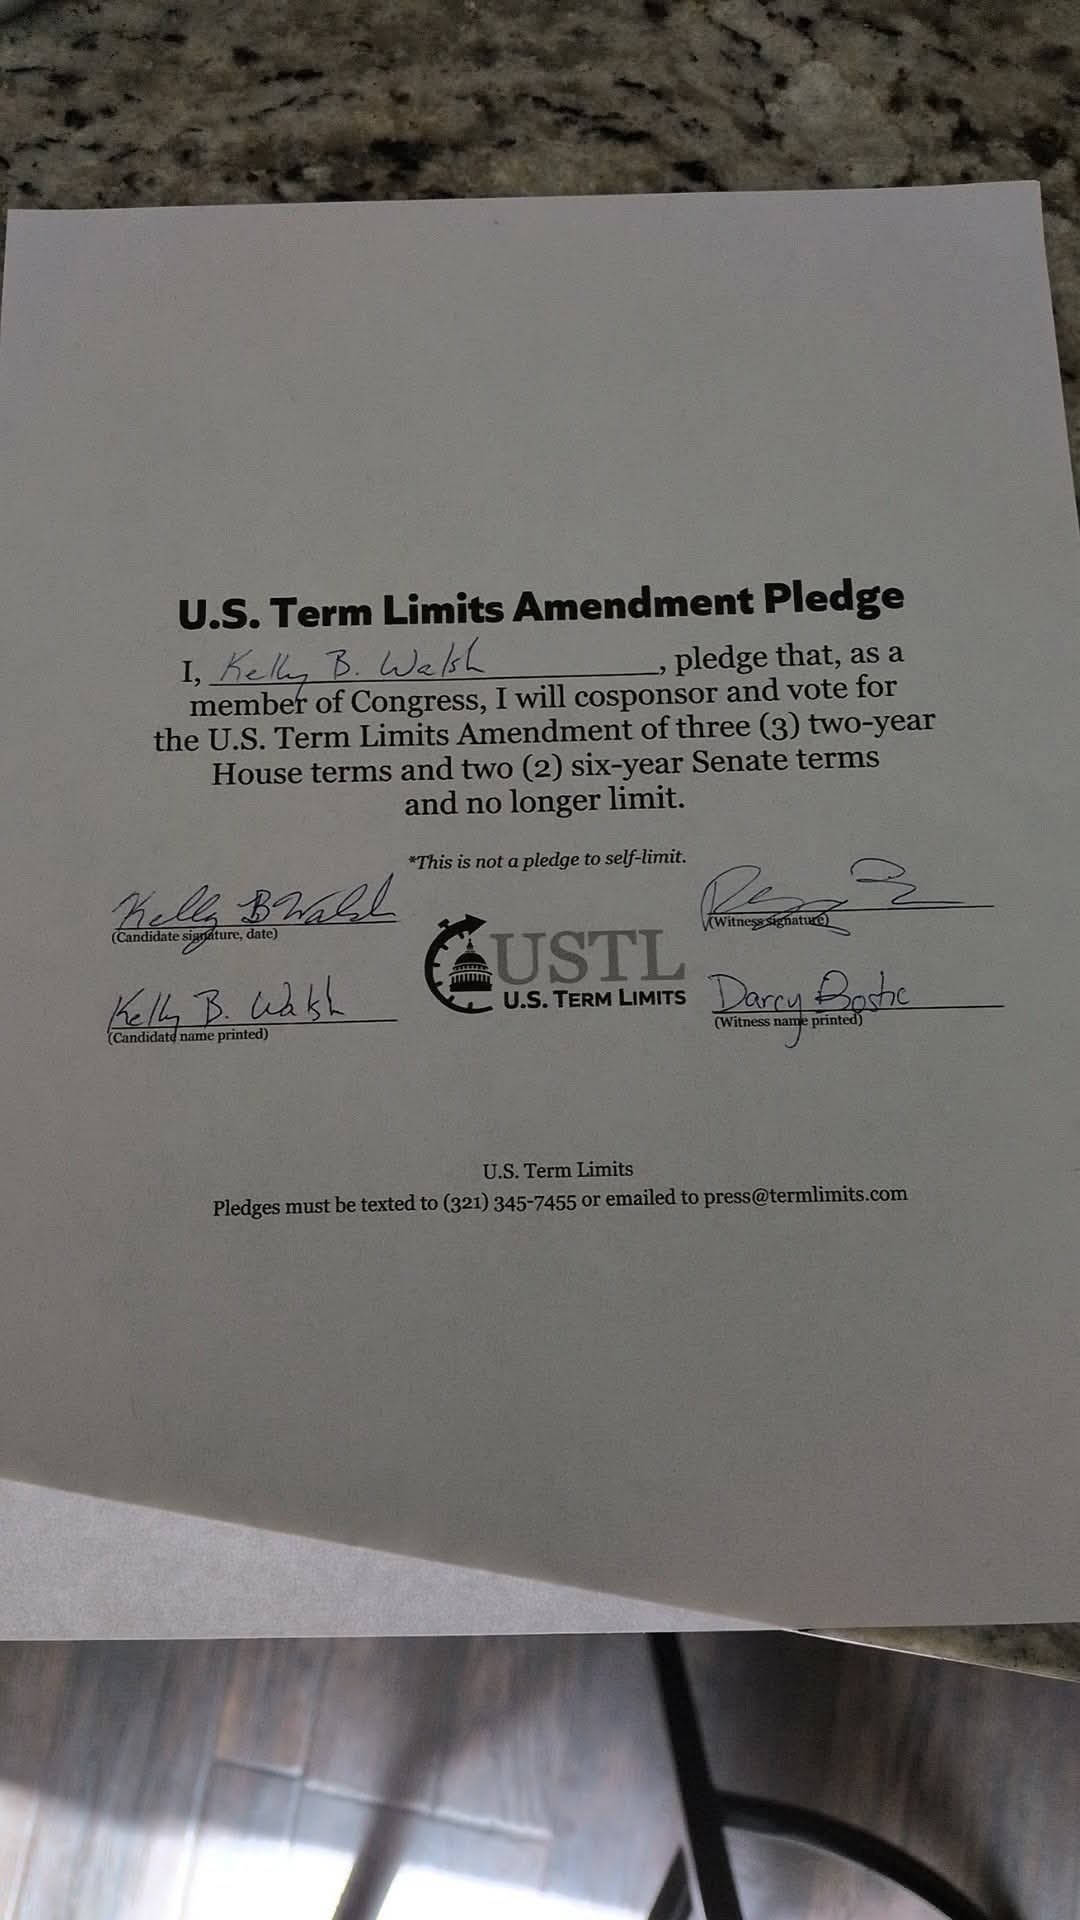 U.S. Term Limits Amendment Pledge
I, Kelly B. Walsh, pledge that, as a
member of Congress, I will cosponsor and vote for
the U.S. Term Limits Amendment of three (3) two-year
House terms and two (2) six-year Senate terms
and no longer limit.
*This is not a pledge to self-limit.
Kelly B Walsh
(Candidate signature, date)
(Witness signature)
USTL
U.S. TERM LIMITS
Kelly B. Walsh
(Candidate name printed)
Darcy Bostic
(Witness name printed)
U.S. Term Limits
Pledges must be texted to (321) 345-7455 or emailed to press@termlimits.com